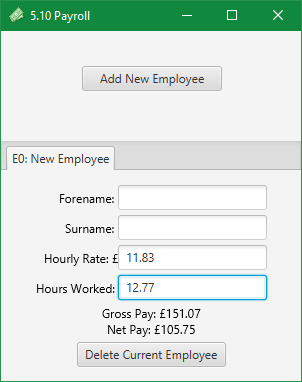 5.10 Payroll
Add New Employee
E0: New Employee
Forename:
Surname:
Hourly Rate: £ 11.83
Hours Worked: 12.77
Gross Pay: £151.07
Net Pay: £105.75
Delete Current Employee